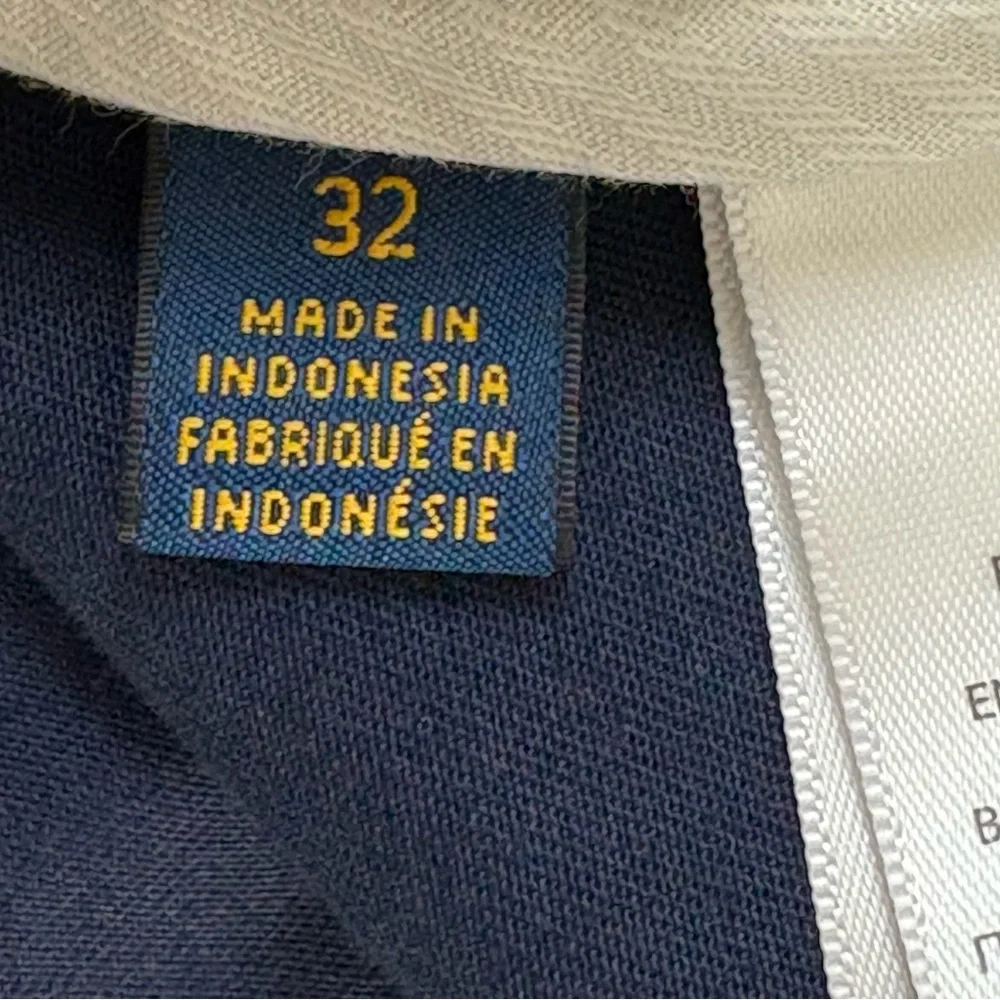 32
MADE IN
INDONESIA
FABRIQUÉ EN
INDONÉSIE